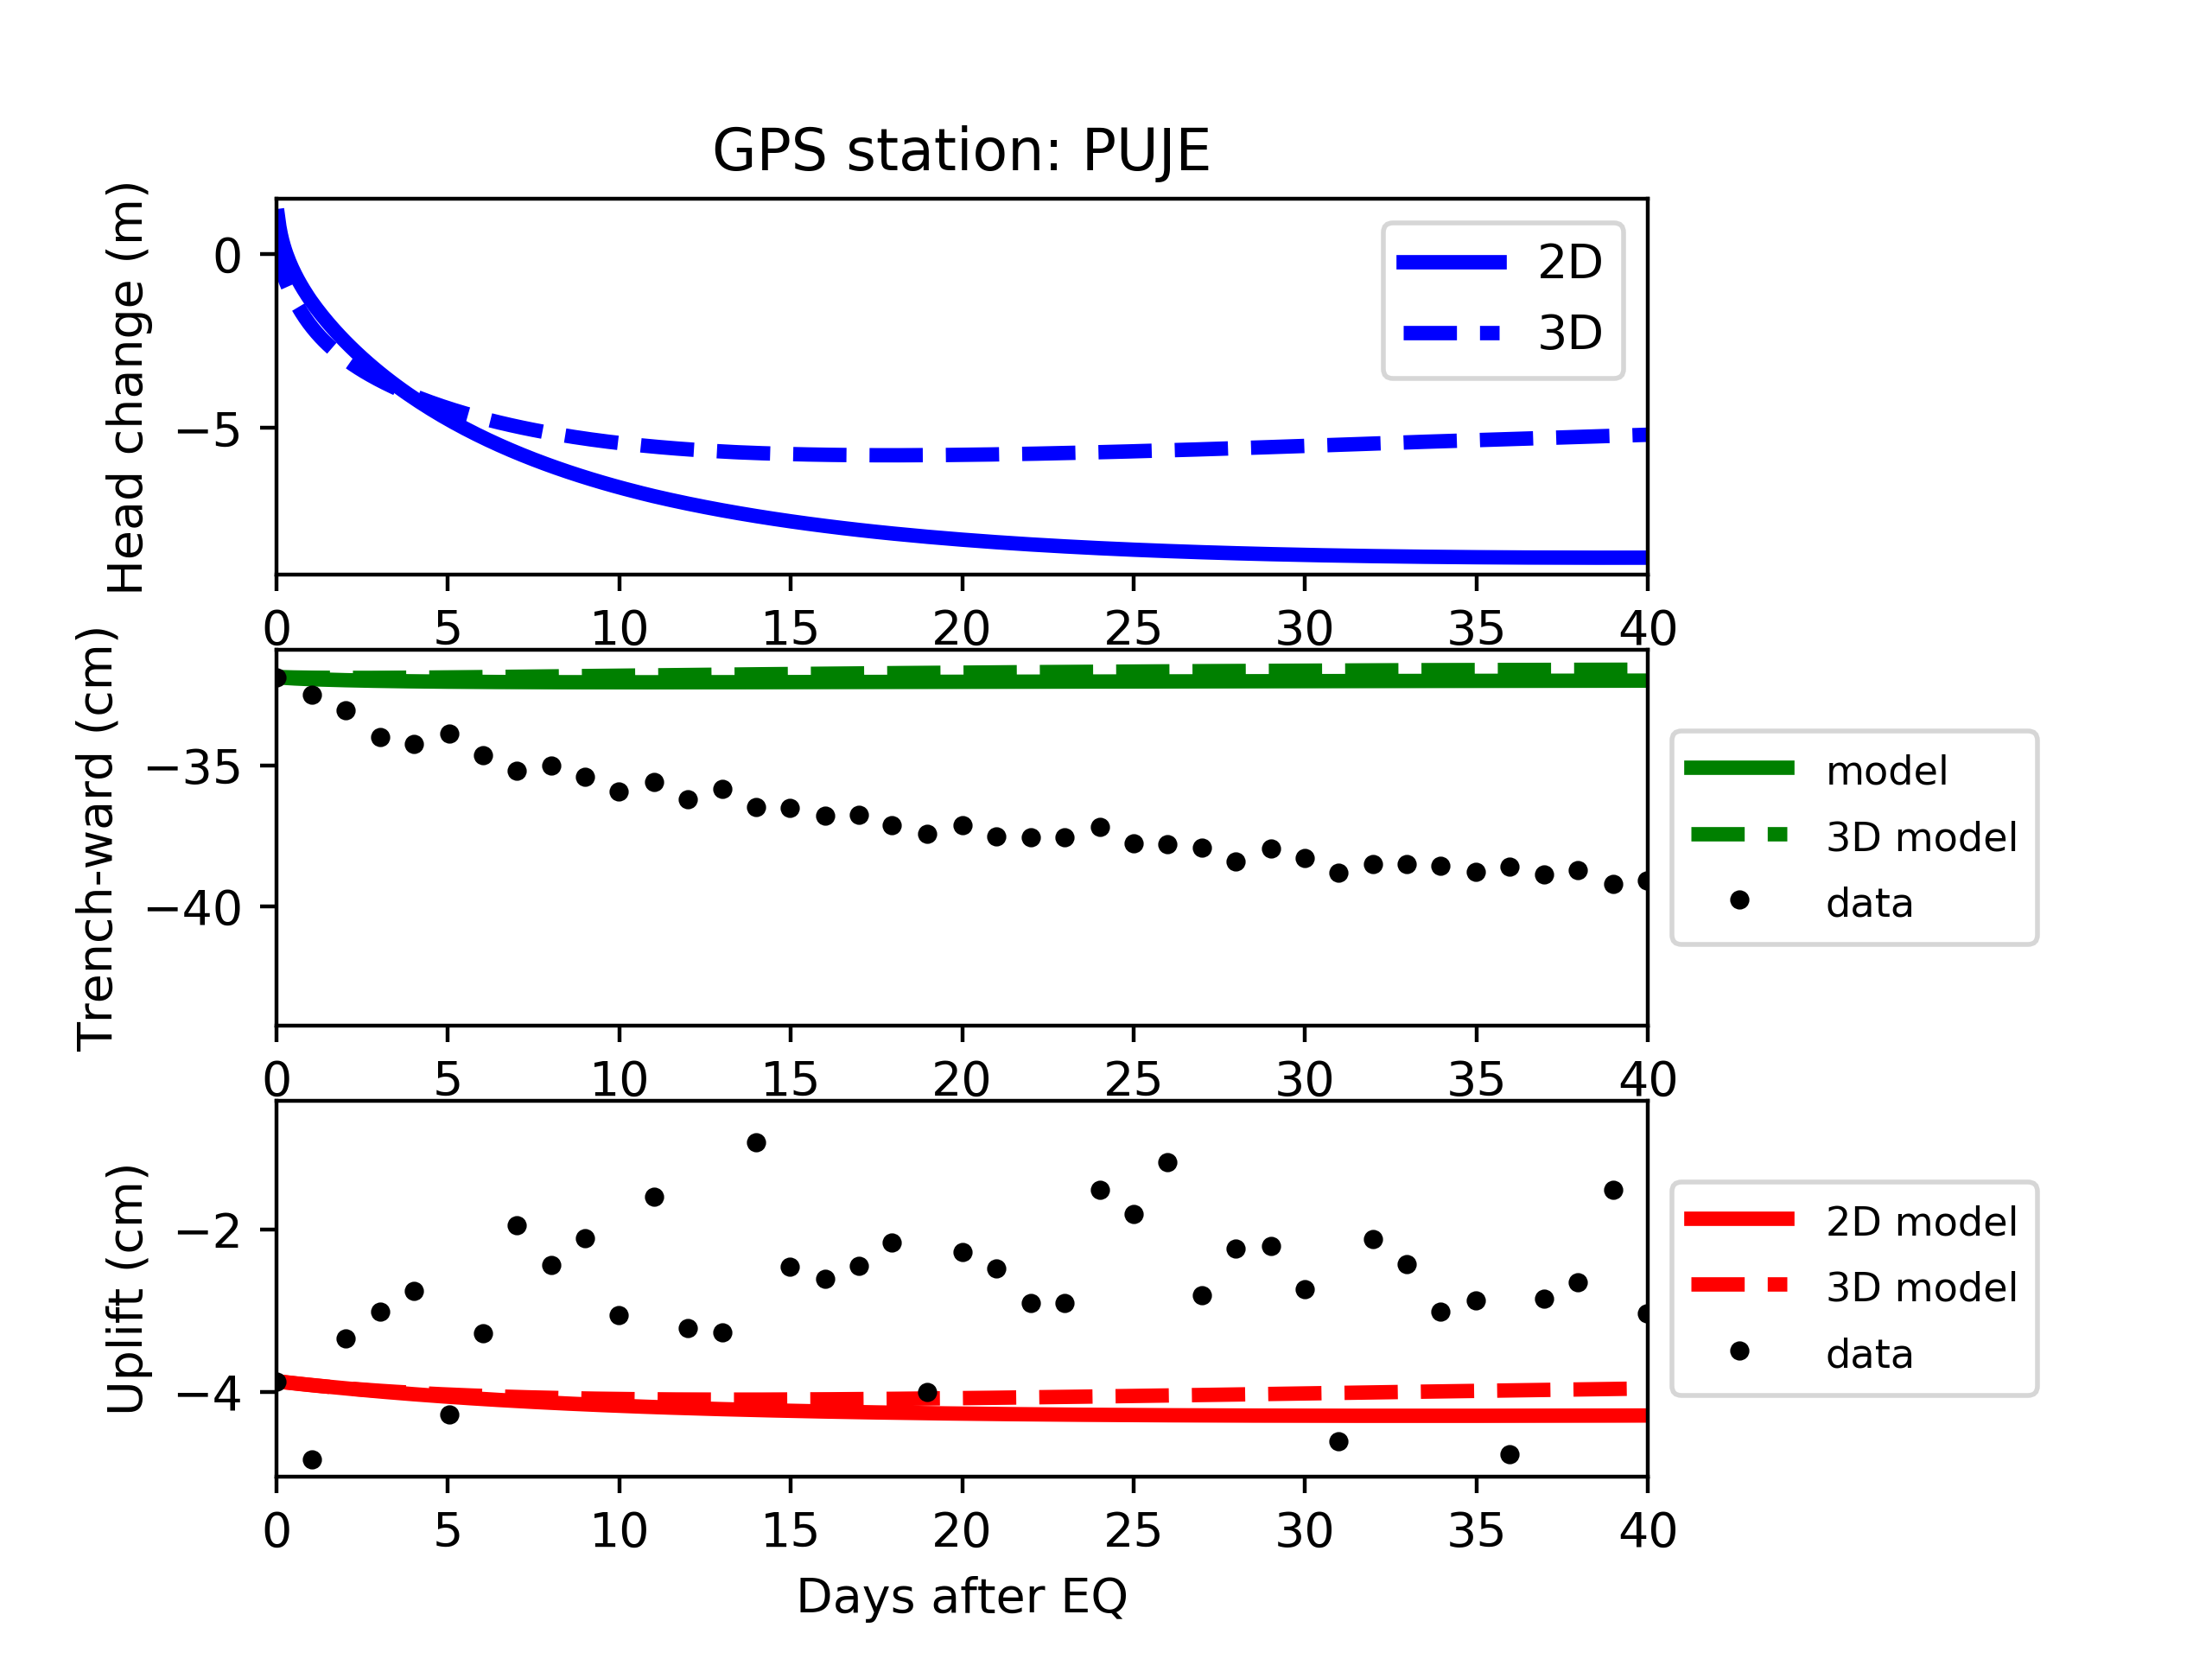 GPS station: PUJE
Head change (m)
0
−5
2D
3D
0 5 10 15 20 25 30 35 40
Trench-ward (cm)
−35
−40
model
3D model
data
0 5 10 15 20 25 30 35 40
Uplift (cm)
−2
−4
2D model
3D model
data
0 5 10 15 20 25 30 35 40
Days after EQ